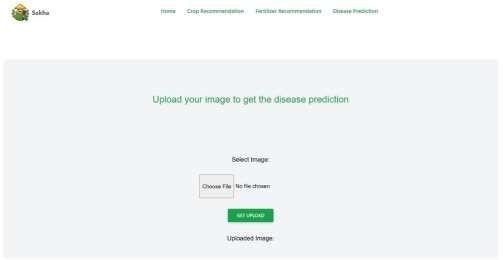 Sakha
Home Crop Recommendation Fertilizer Recommendation Disease Prediction
Upload your image to get the disease prediction
Select Image:
Choose File No file chosen
GET UPLOAD
Uploaded Image: